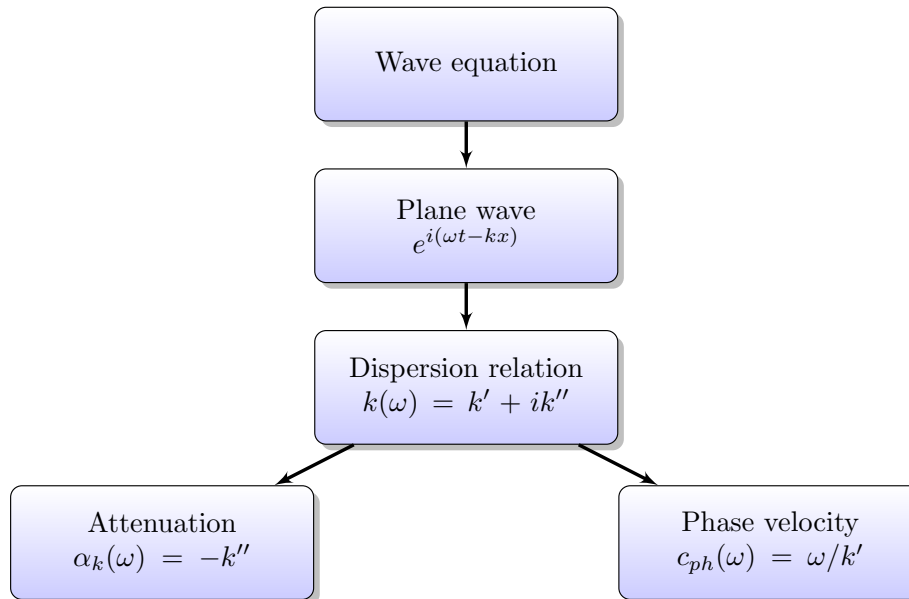 Wave equation
Plane wave
e^{i(ωt−kx)}
Dispersion relation
k(ω) = k′ + ik″
Attenuation
α_k(ω) = −k″
Phase velocity
c_{ph}(ω) = ω/k′